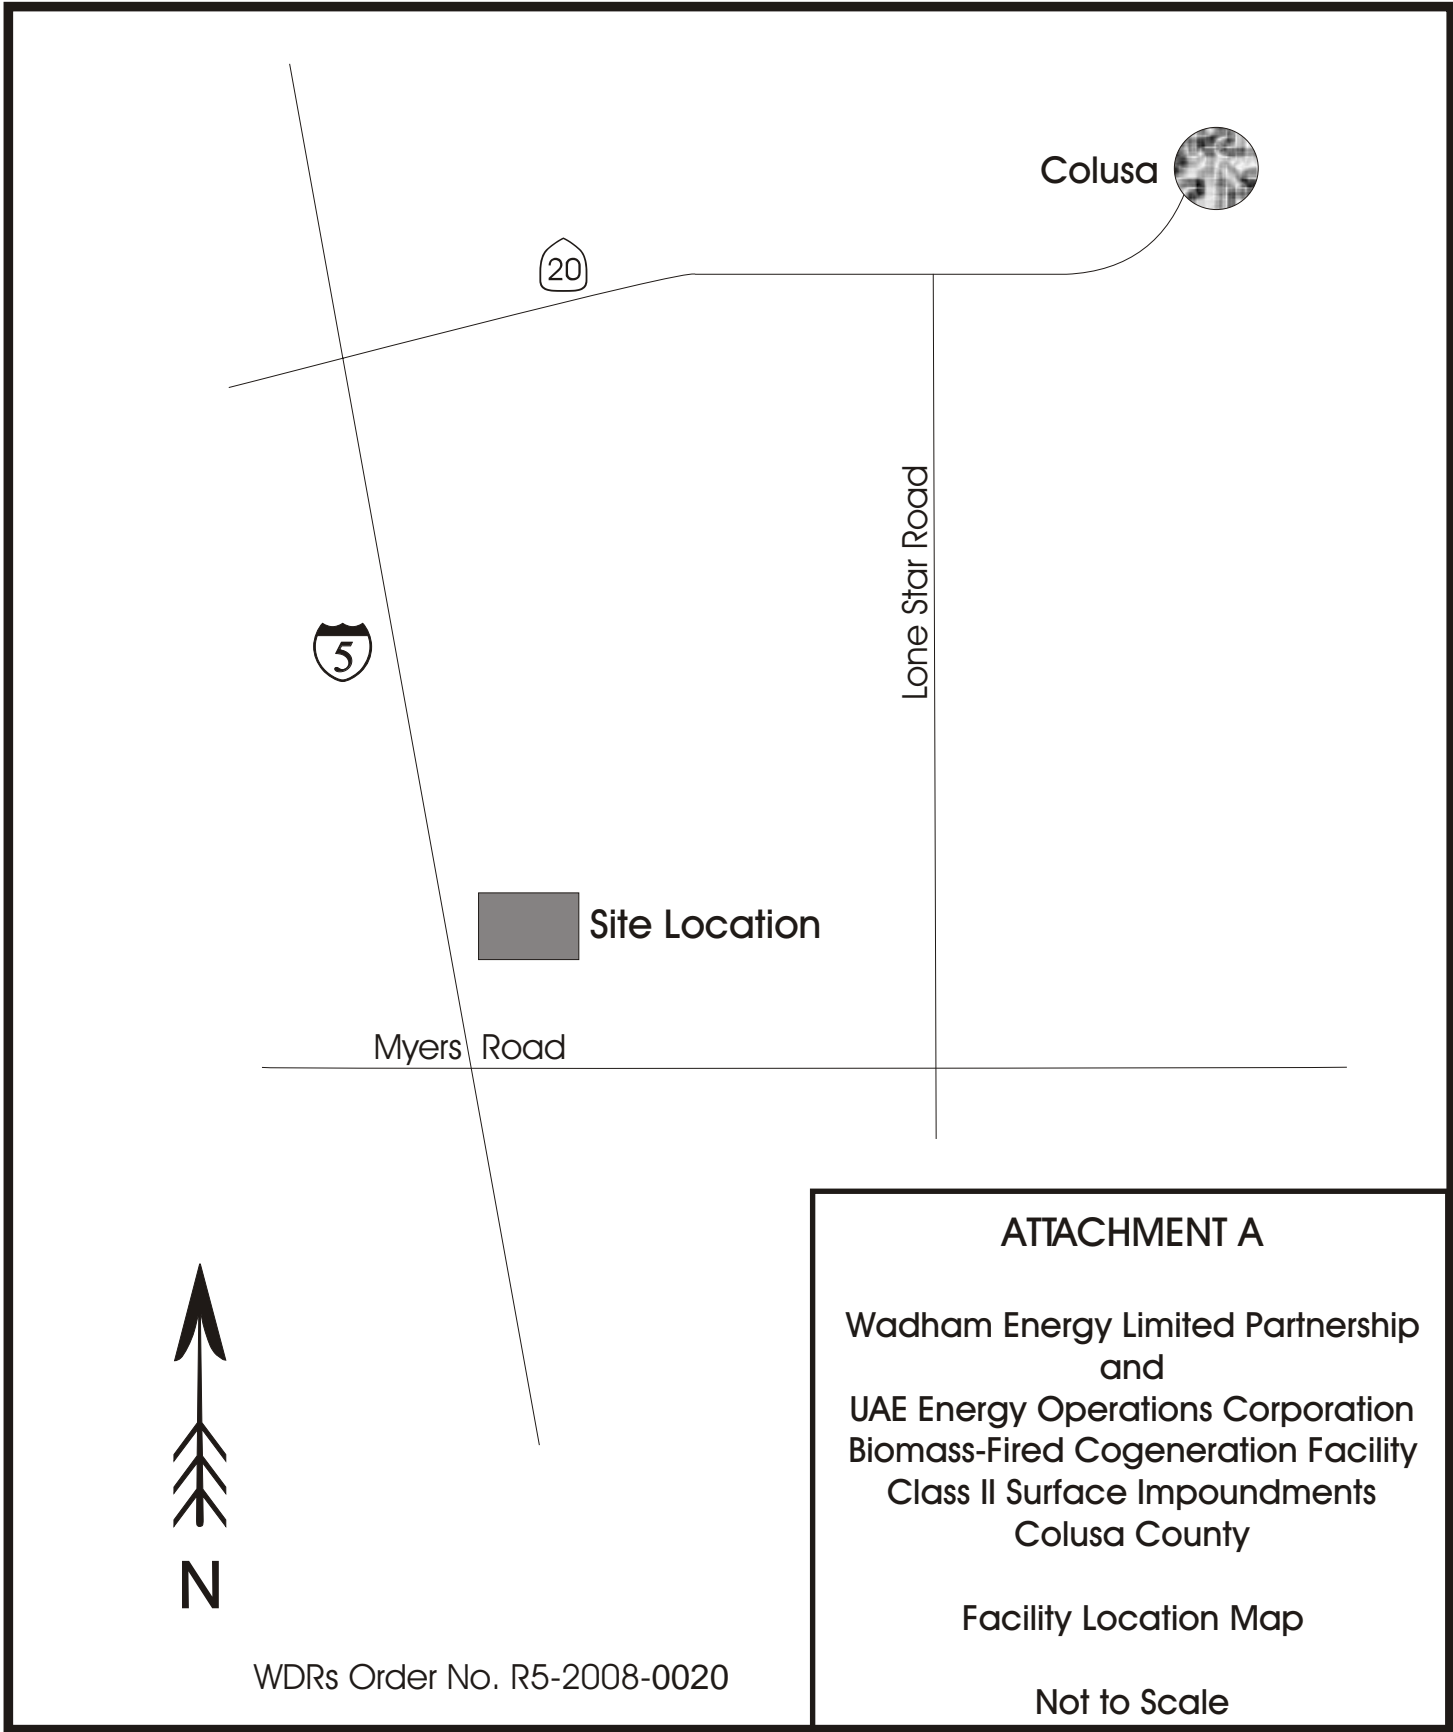 Colusa
20
Lone Star Road
5
Site Location
Myers Road
N
WDRs Order No. R5-2008-0020
ATTACHMENT A
Wadham Energy Limited Partnership
and
UAE Energy Operations Corporation
Biomass-Fired Cogeneration Facility
Class II Surface Impoundments
Colusa County
Facility Location Map
Not to Scale